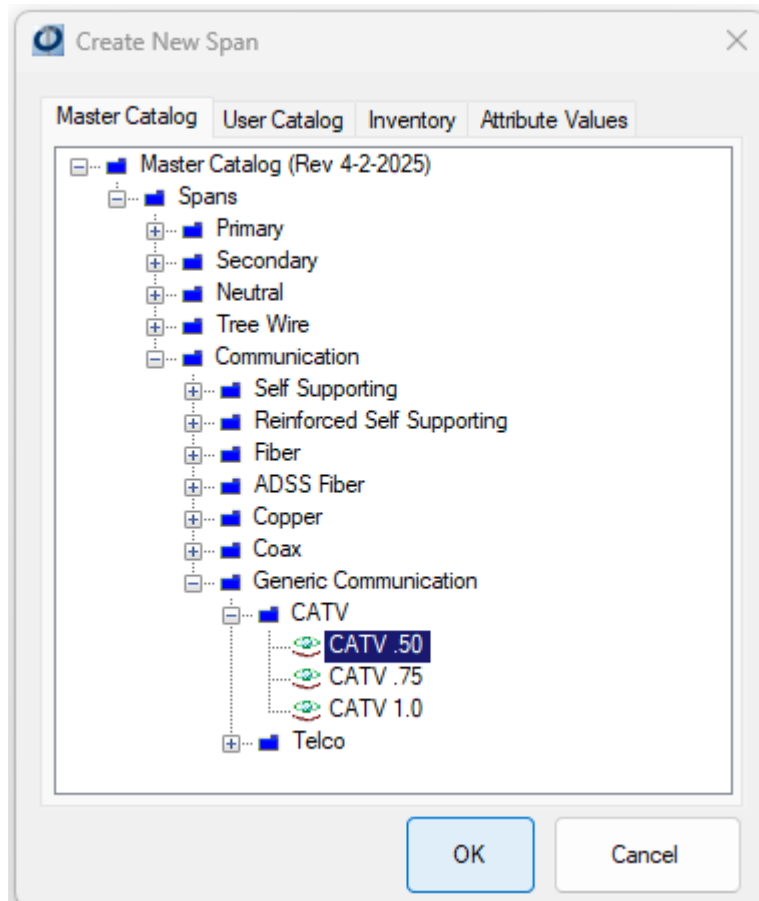 Create New Span
Master Catalog User Catalog Inventory Attribute Values
Master Catalog (Rev 4-2-2025)
Spans
Primary
Secondary
Neutral
Tree Wire
Communication
Self Supporting
Reinforced Self Supporting
Fiber
ADSS Fiber
Copper
Coax
Generic Communication
CATV
CATV .50
CATV .75
CATV 1.0
Telco
OK Cancel